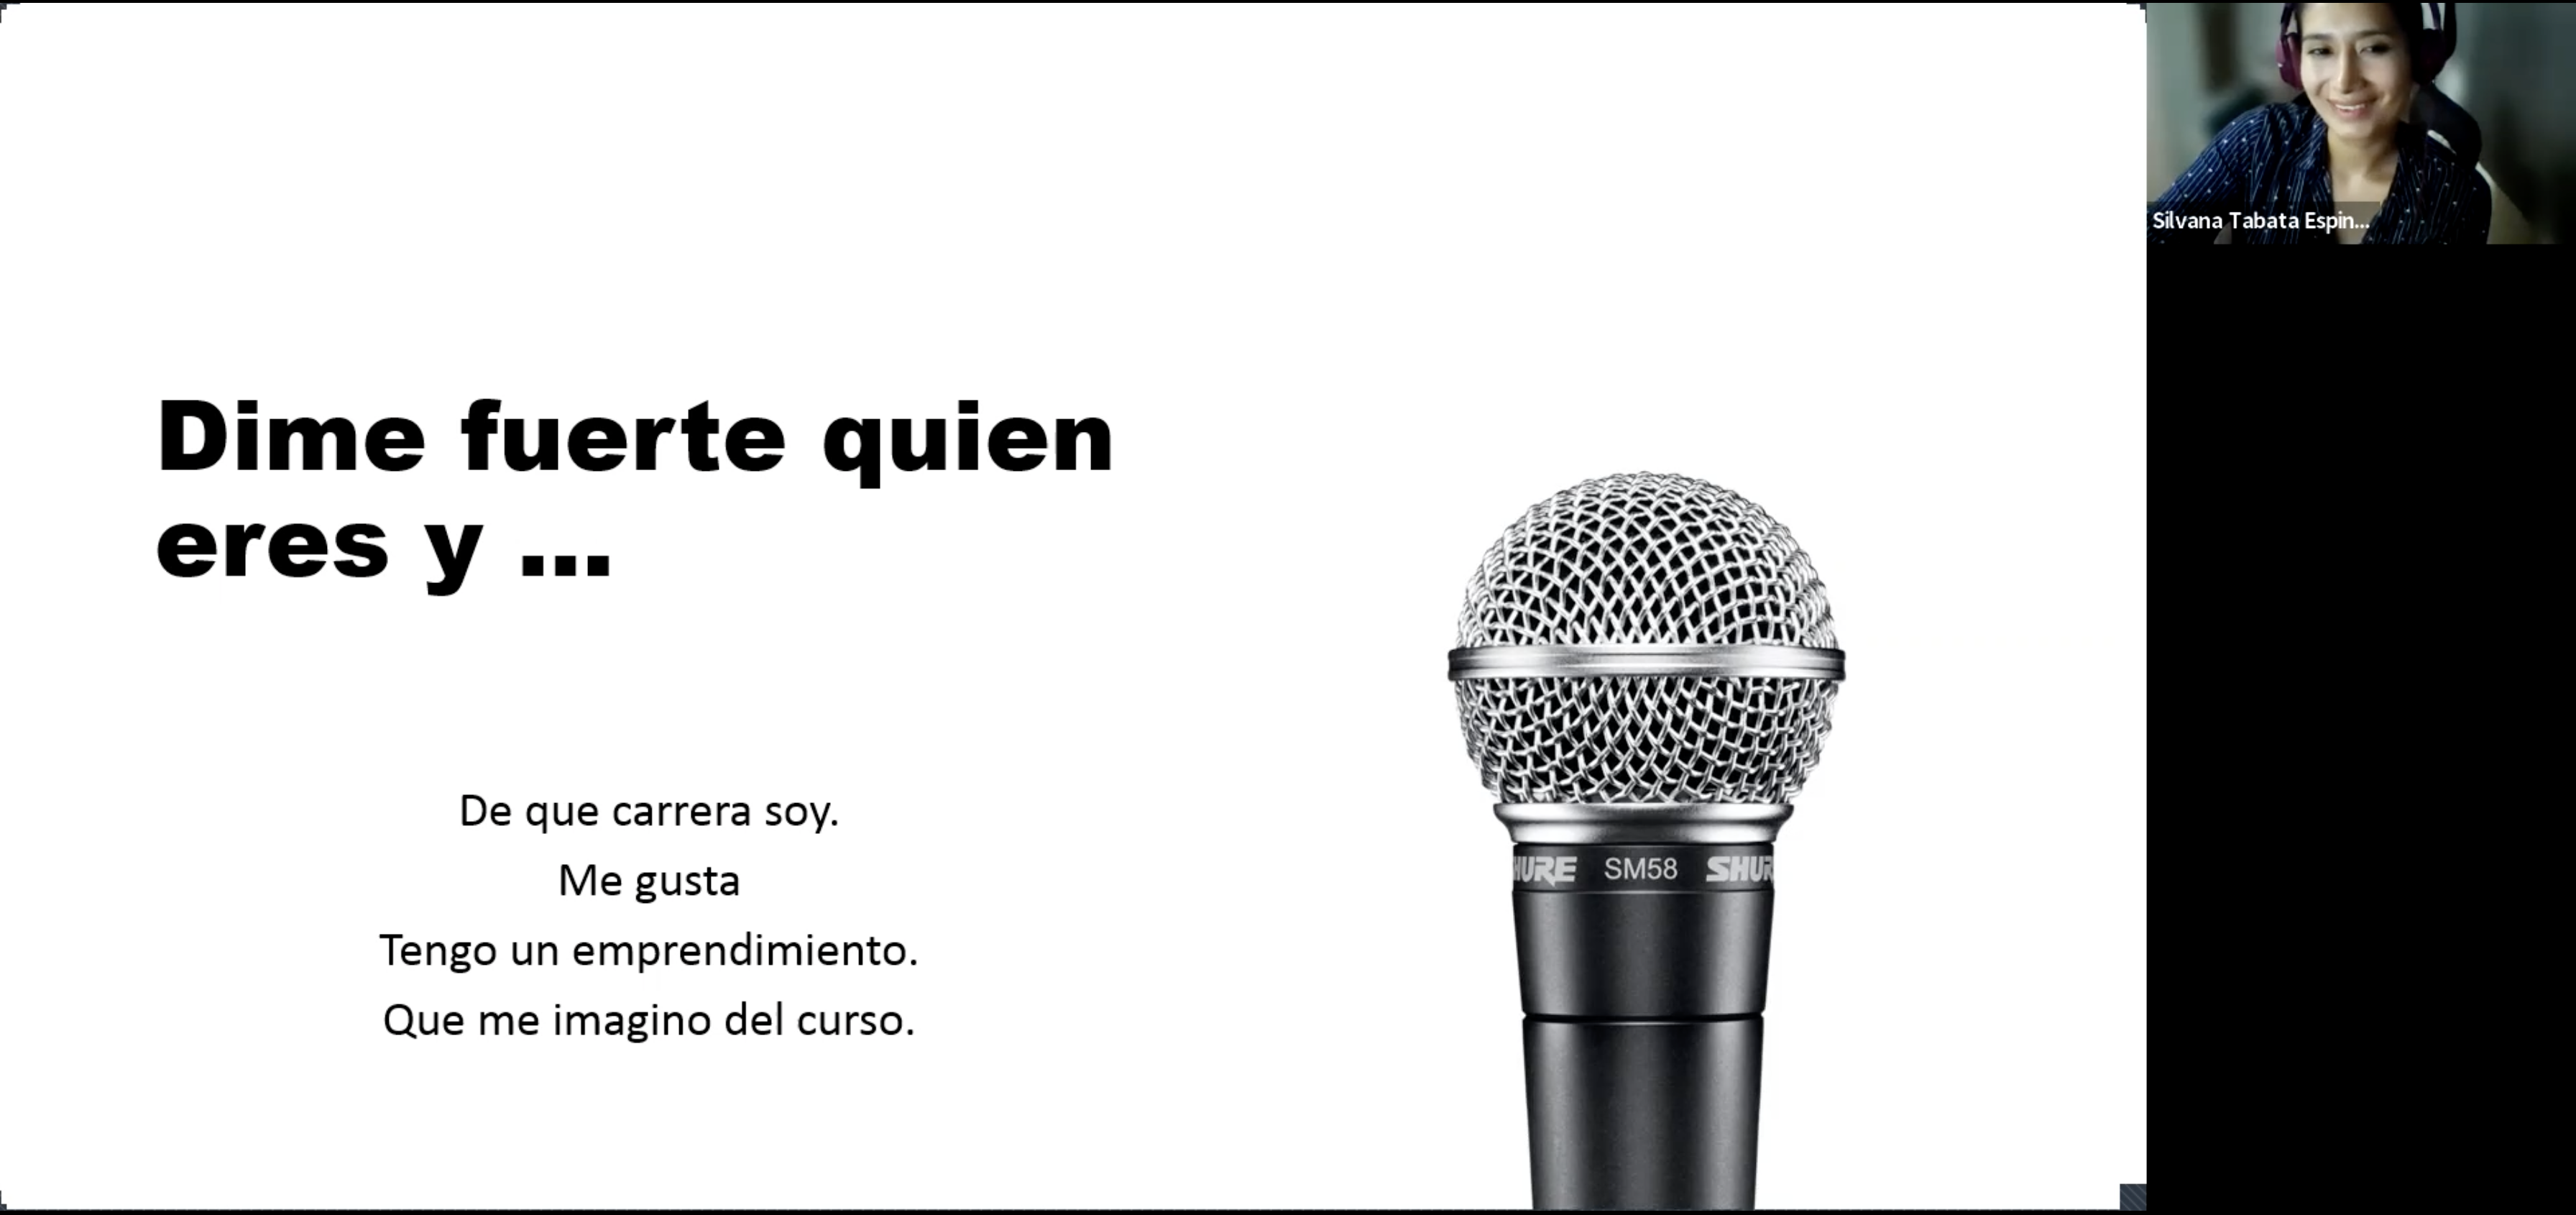 Dime fuerte quien
eres y ...
De que carrera soy.
Me gusta
Tengo un emprendimiento.
Que me imagino del curso.
HURE SM58 SHUR
Silvana Tabata Espin...